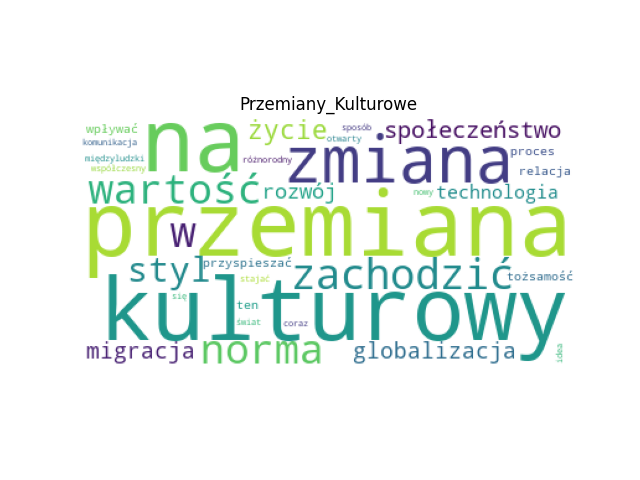 Przemiany_Kulturowe
wpływać na życie sposób społeczeństwo
komunikacja otwarty
międzyludzki różnorodny zmiana proces
współczesny relacja
wartość rozwój nowy technologia
przemiana
w
styl przyspieszać zachodzić tożsamość
stajać
kulturowy
się ten
świat coraz
migracja norma globalizacja idea